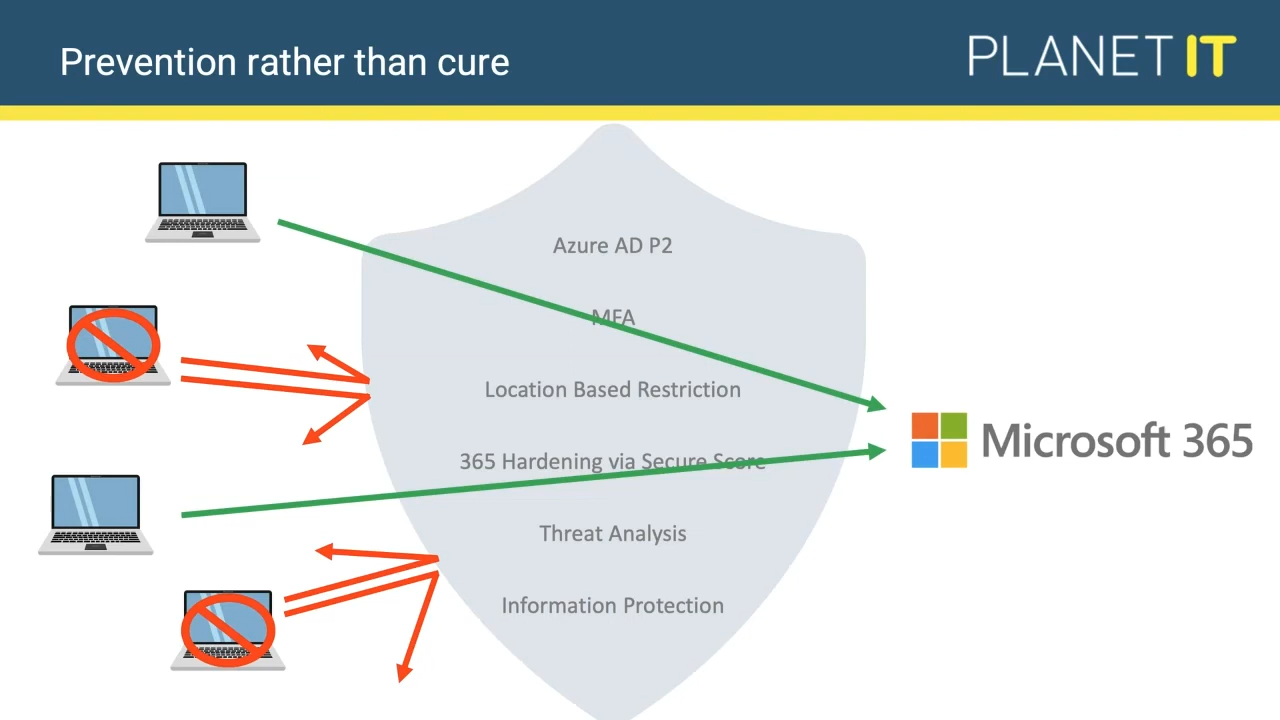 Prevention rather than cure
PLANET IT
Azure AD P2
MFA
Location Based Restriction
365 Hardening via Secure Score
Threat Analysis
Information Protection
Microsoft 365